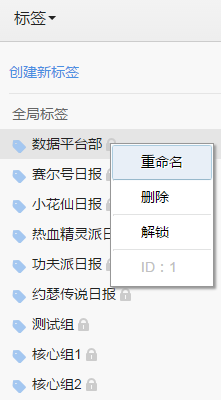 标签
创建新标签
全局标签
数据平台部
赛尔号日报
小花仙日报
热血精灵派日
功夫派日报
约瑟传说日报
测试组
核心组1
核心组2
重命名
删除
解锁
ID：1